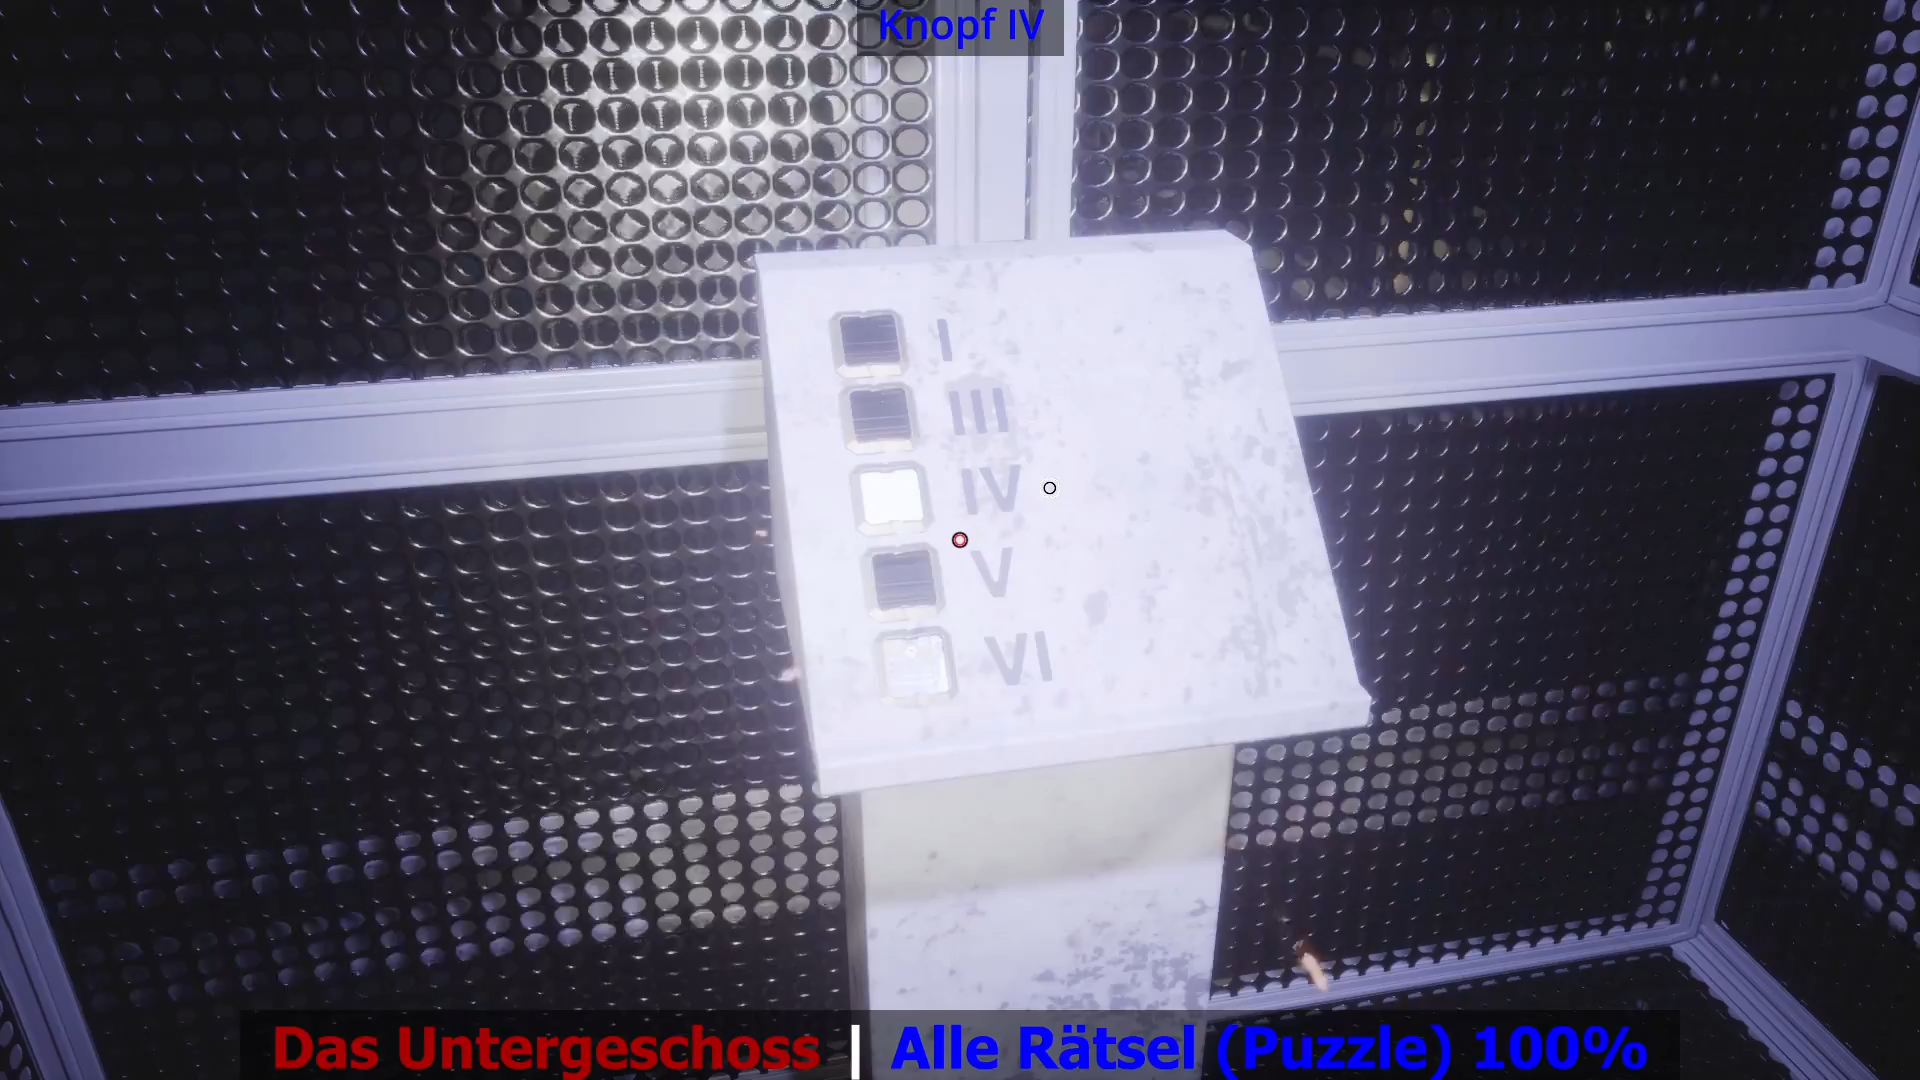 Knopf IV
I
III
IV
V
VI
Das Untergeschoss | Alle Rätsel (Puzzle) 100%